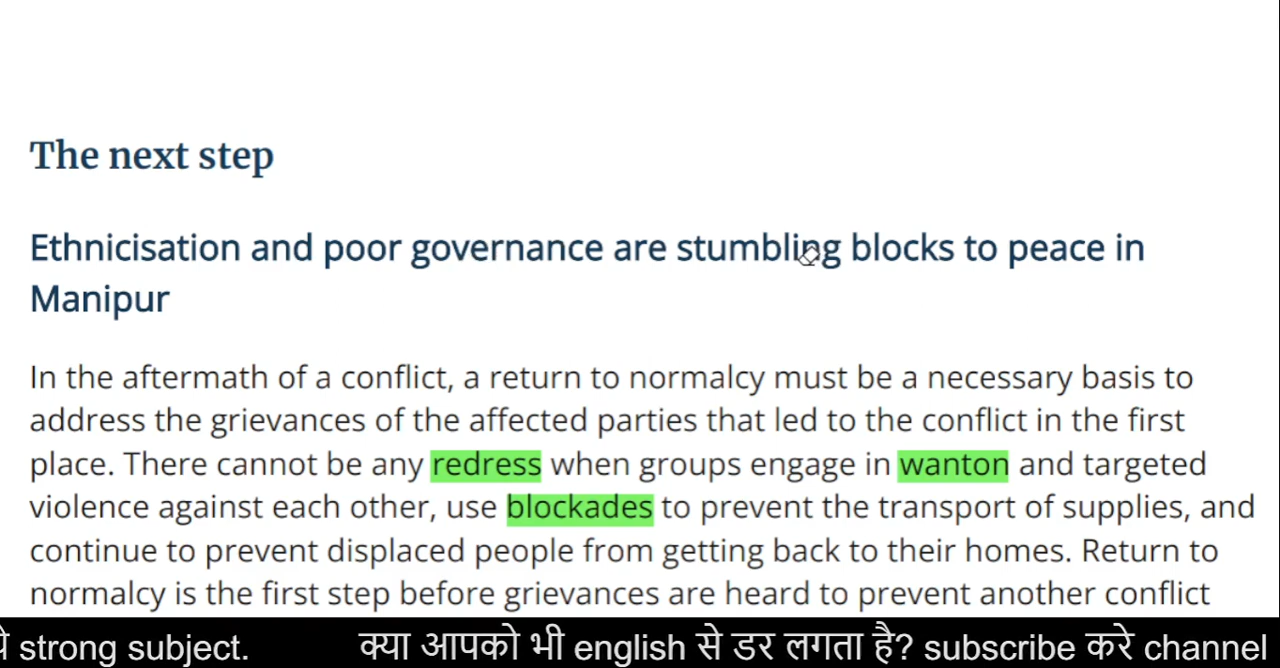 The next step
Ethnicisation and poor governance are stumbling blocks to peace in
Manipur
In the aftermath of a conflict, a return to normalcy must be a necessary basis to
address the grievances of the affected parties that led to the conflict in the first
place. There cannot be any redress when groups engage in wanton and targeted
violence against each other, use blockades to prevent the transport of supplies, and
continue to prevent displaced people from getting back to their homes. Return to
normalcy is the first step before grievances are heard to prevent another conflict
strong subject. क्या आपको भी english से डर लगता है? subscribe करे channel